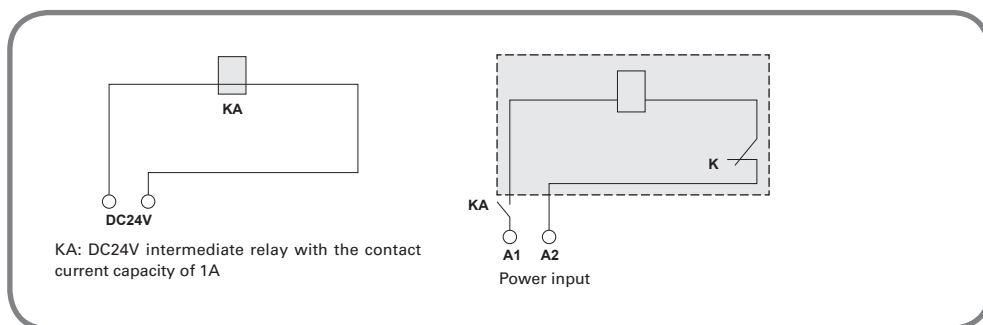 KA
DC24V
KA: DC24V intermediate relay with the contact
current capacity of 1A
K
KA
A1 A2
Power input